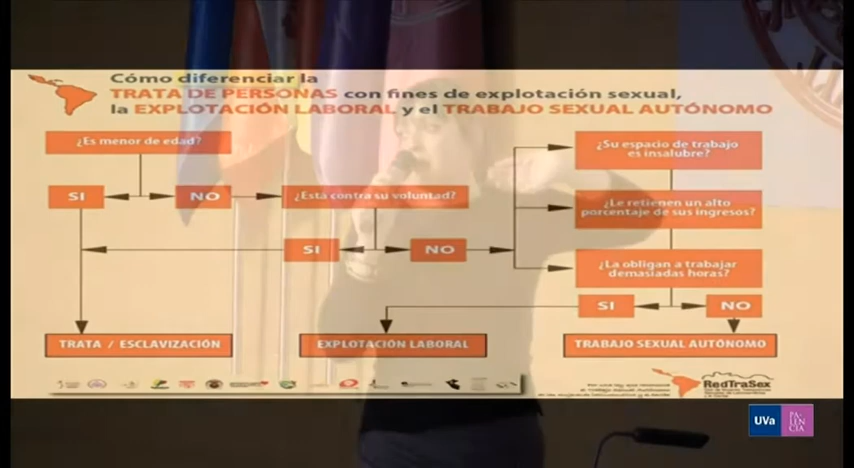 Cómo diferenciar la
TRATA DE PERSONAS con fines de explotación sexual,
la EXPLOTACIÓN LABORAL y el TRABAJO SEXUAL AUTÓNOMO
¿Es menor de edad?
SI
NO
¿Está contra su voluntad?
SI
NO
¿Su espacio de trabajo
es insalubre?
¿Le retienen un alto
porcentaje de sus ingresos?
¿La obligan a trabajar
demasiadas horas?
SI
NO
TRATA / ESCLAVIZACIÓN
EXPLOTACIÓN LABORAL
TRABAJO SEXUAL AUTÓNOMO
RedTraSex
UVa
PA
LEN
CIA